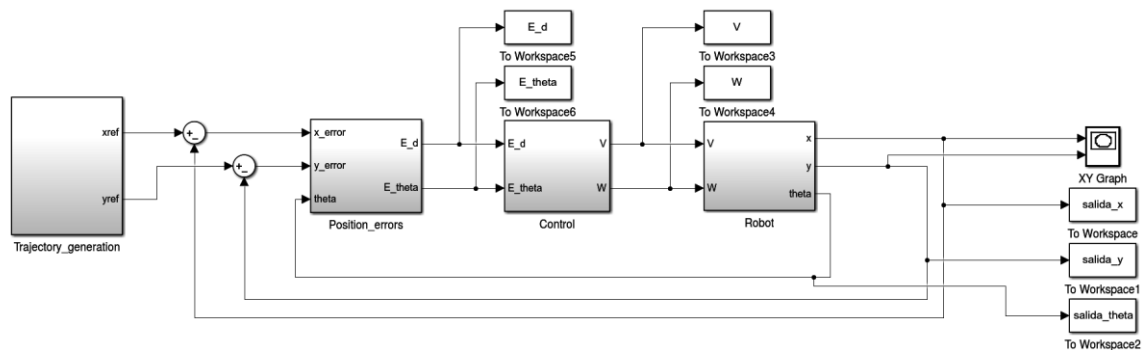 E_d
To Workspace5
E_theta
To Workspace6
V
To Workspace3
W
To Workspace4
xref
yref
Trajectory_generation
+
_
+
_
x_error
y_error
theta
E_d
E_theta
Position_errors
E_d
E_theta
V
W
Control
V
W
x
y
theta
Robot
XY Graph
salida_x
To Workspace
salida_y
To Workspace1
salida_theta
To Workspace2